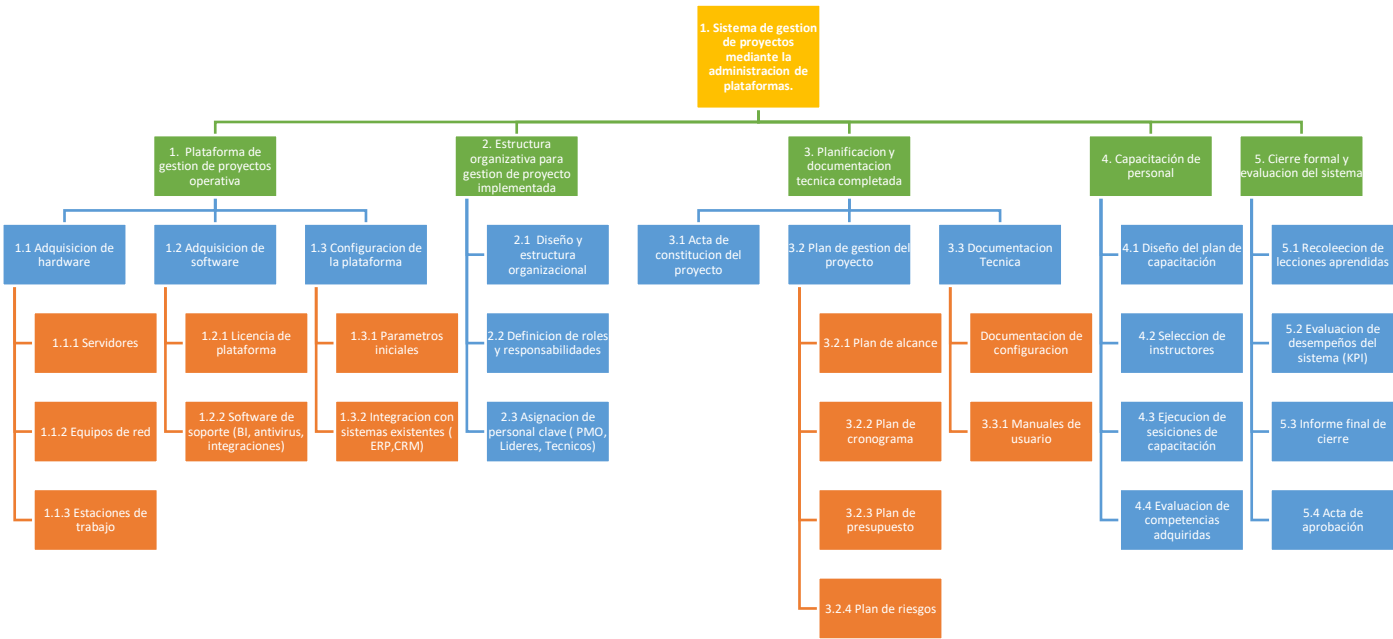 1. Sistema de gestion
de proyectos
mediante la
administracion de
plataformas.
1. Plataforma de
gestion de proyectos
operativa
2. Estructura
organizativa para
gestion de proyecto
implementada
3. Planificacion y
documentacion
tecnica completada
4. Capacitación de
personal
5. Cierre formal y
evaluacion del sistema
1.1 Adquisicion de
hardware
1.2 Adquisicion de
software
1.3 Configuracion de
la plataforma
2.1 Diseño y
estructura
organizacional
3.1 Acta de
constitucion del
proyecto
3.2 Plan de gestion del
proyecto
3.3 Documentacion
Tecnica
4.1 Diseño del plan de
capacitación
5.1 Recoleecion de
lecciones aprendidas
1.1.1 Servidores
1.2.1 Licencia de
plataforma
1.3.1 Parametros
iniciales
2.2 Definicion de roles
y responsabilidades
3.2.1 Plan de alcance
Documentacion de
configuracion
4.2 Seleccion de
instructores
5.2 Evaluacion de
desempeños del
sistema (KPI)
1.1.2 Equipos de red
1.2.2 Software de
soporte (BI, antivirus,
integraciones)
1.3.2 Integracion con
sistemas existentes (
ERP,CRM)
2.3 Asignacion de
personal clave ( PMO,
Lideres, Tecnicos)
3.2.2 Plan de
cronograma
3.3.1 Manuales de
usuario
4.3 Ejecucion de
sesiciones de
capacitación
5.3 Informe final de
cierre
1.1.3 Estaciones de
trabajo
3.2.3 Plan de
presupuesto
4.4 Evaluacion de
competencias
adquiridas
5.4 Acta de
aprobación
3.2.4 Plan de riesgos